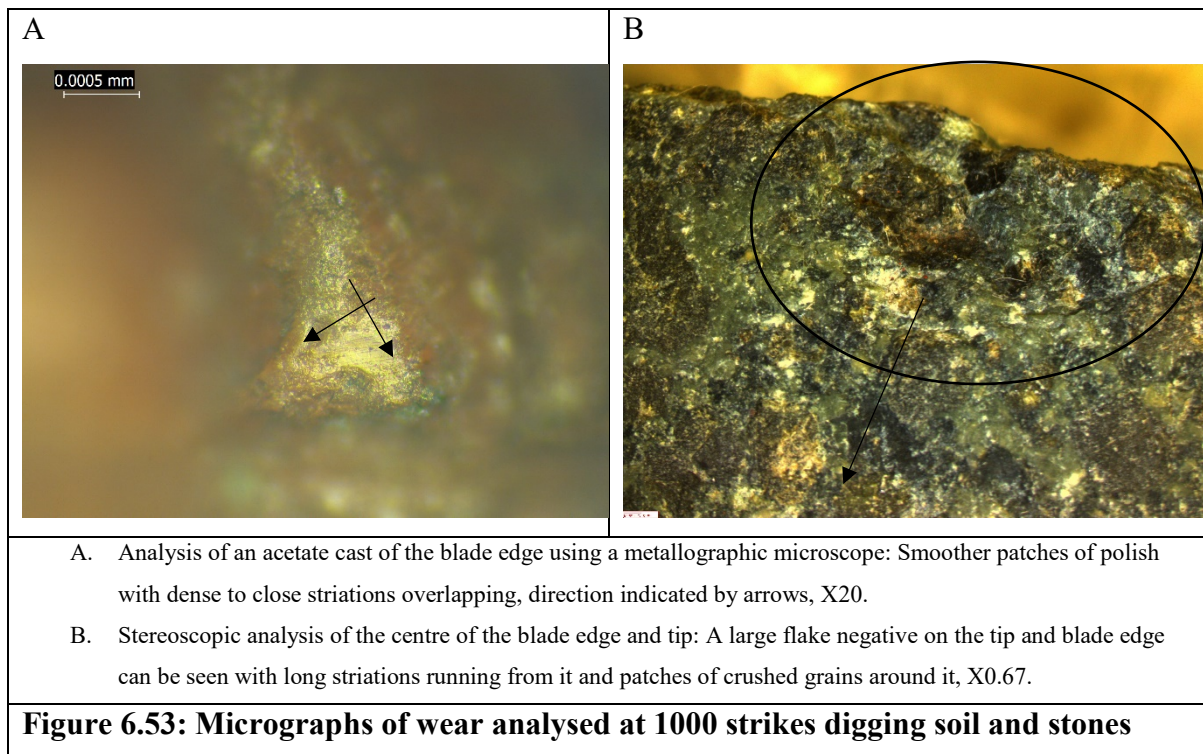 A
B
0.0005 mm
A. Analysis of an acetate cast of the blade edge using a metallographic microscope: Smoother patches of polish
with dense to close striations overlapping, direction indicated by arrows, X20.
B. Stereoscopic analysis of the centre of the blade edge and tip: A large flake negative on the tip and blade edge
can be seen with long striations running from it and patches of crushed grains around it, X0.67.
Figure 6.53: Micrographs of wear analysed at 1000 strikes digging soil and stones